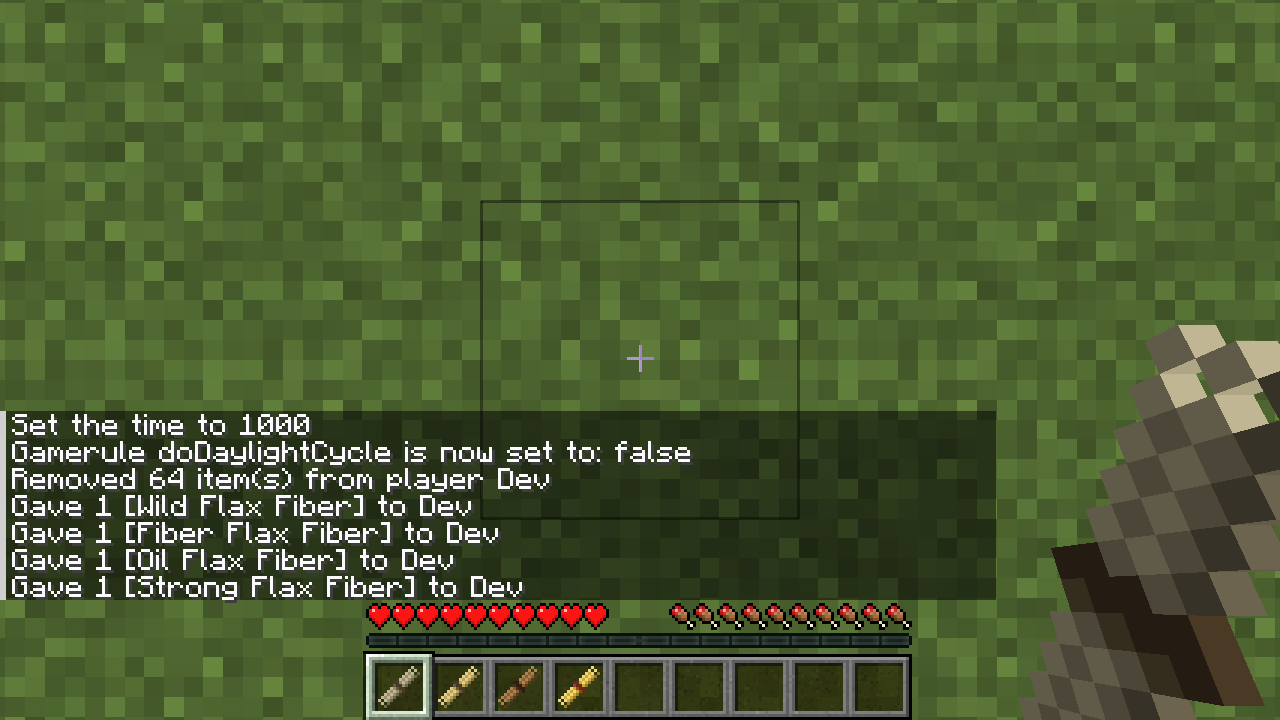 Set the time to 1000
Gamerule doDaylightCycle is now set to: false
Removed 64 item(s) from player Dev
Gave 1 [Wild Flax Fiber] to Dev
Gave 1 [Fiber Flax Fiber] to Dev
Gave 1 [Oil Flax Fiber] to Dev
Gave 1 [Strong Flax Fiber] to Dev